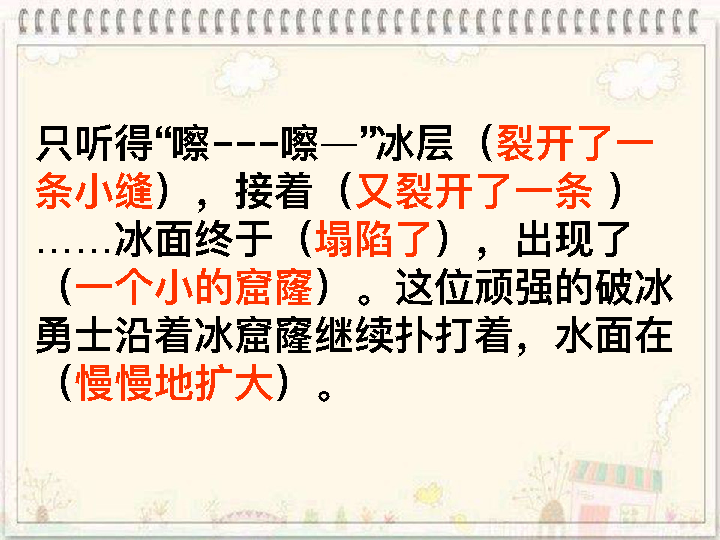 只听得“嚓---嚓—”冰层（裂开了一
条小缝），接着（又裂开了一条 ）
……冰面终于（塌陷了），出现了
（一个小的窟窿）。这位顽强的破冰
勇士沿着冰窟窿继续扑打着，水面在
（慢慢地扩大）。